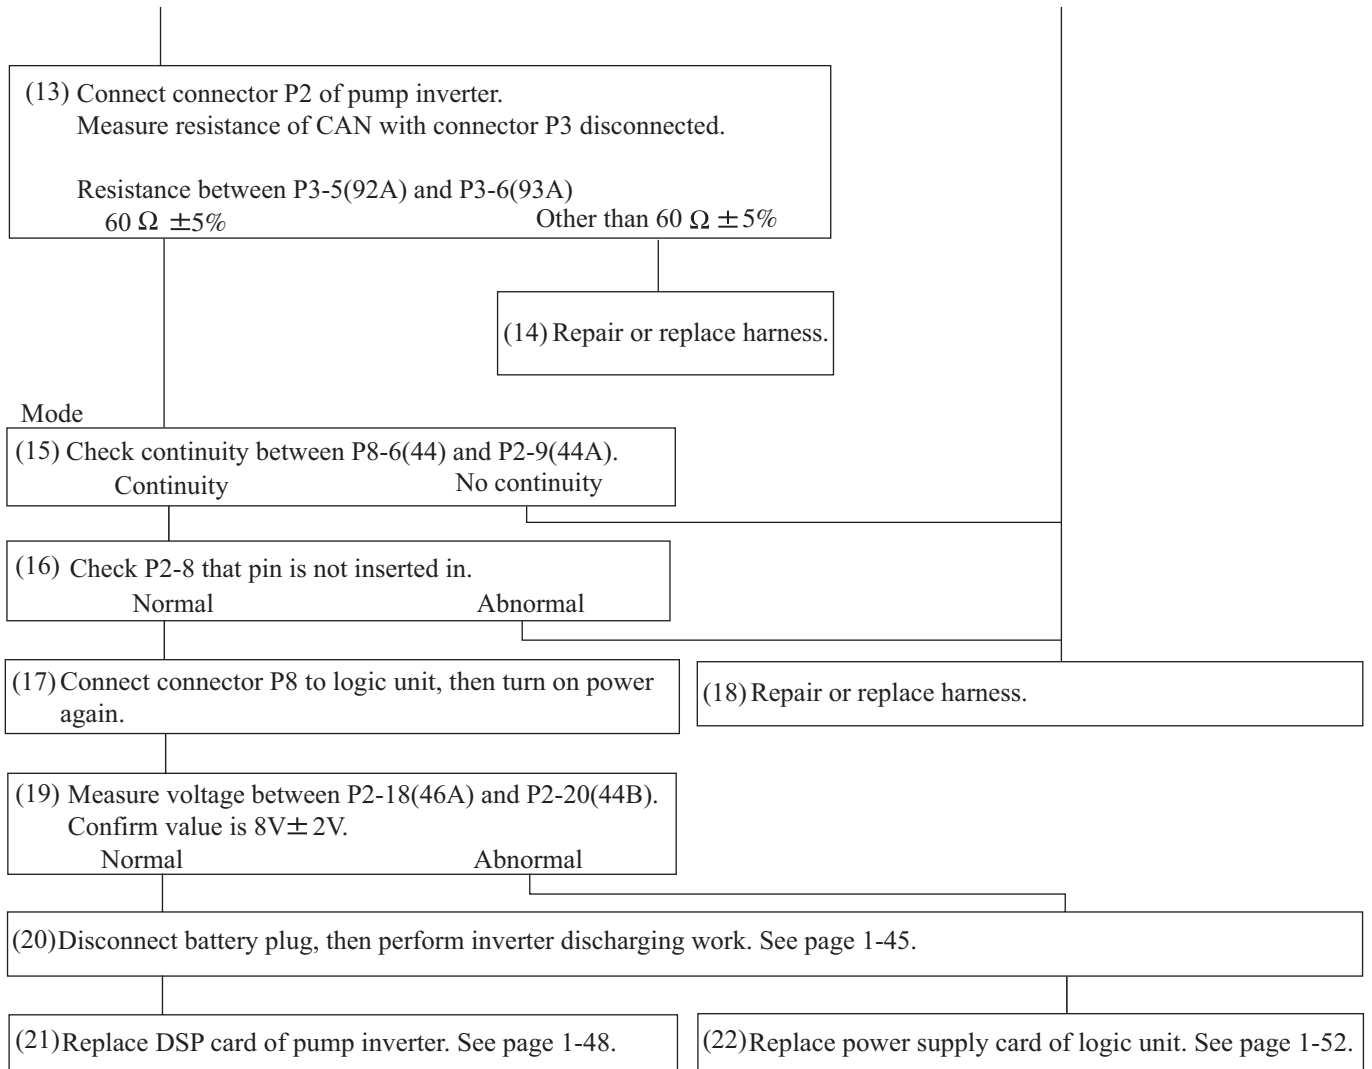 (13) Connect connector P2 of pump inverter.
Measure resistance of CAN with connector P3 disconnected.
Resistance between P3-5(92A) and P3-6(93A)
60 Ω ±5% Other than 60 Ω ±5%
(14) Repair or replace harness.
Mode
(15) Check continuity between P8-6(44) and P2-9(44A).
Continuity No continuity
(16) Check P2-8 that pin is not inserted in.
Normal Abnormal
(17) Connect connector P8 to logic unit, then turn on power
again.
(18) Repair or replace harness.
(19) Measure voltage between P2-18(46A) and P2-20(44B).
Confirm value is 8V± 2V.
Normal Abnormal
(20)Disconnect battery plug, then perform inverter discharging work. See page 1-45.
(21)Replace DSP card of pump inverter. See page 1-48.
(22)Replace power supply card of logic unit. See page 1-52.